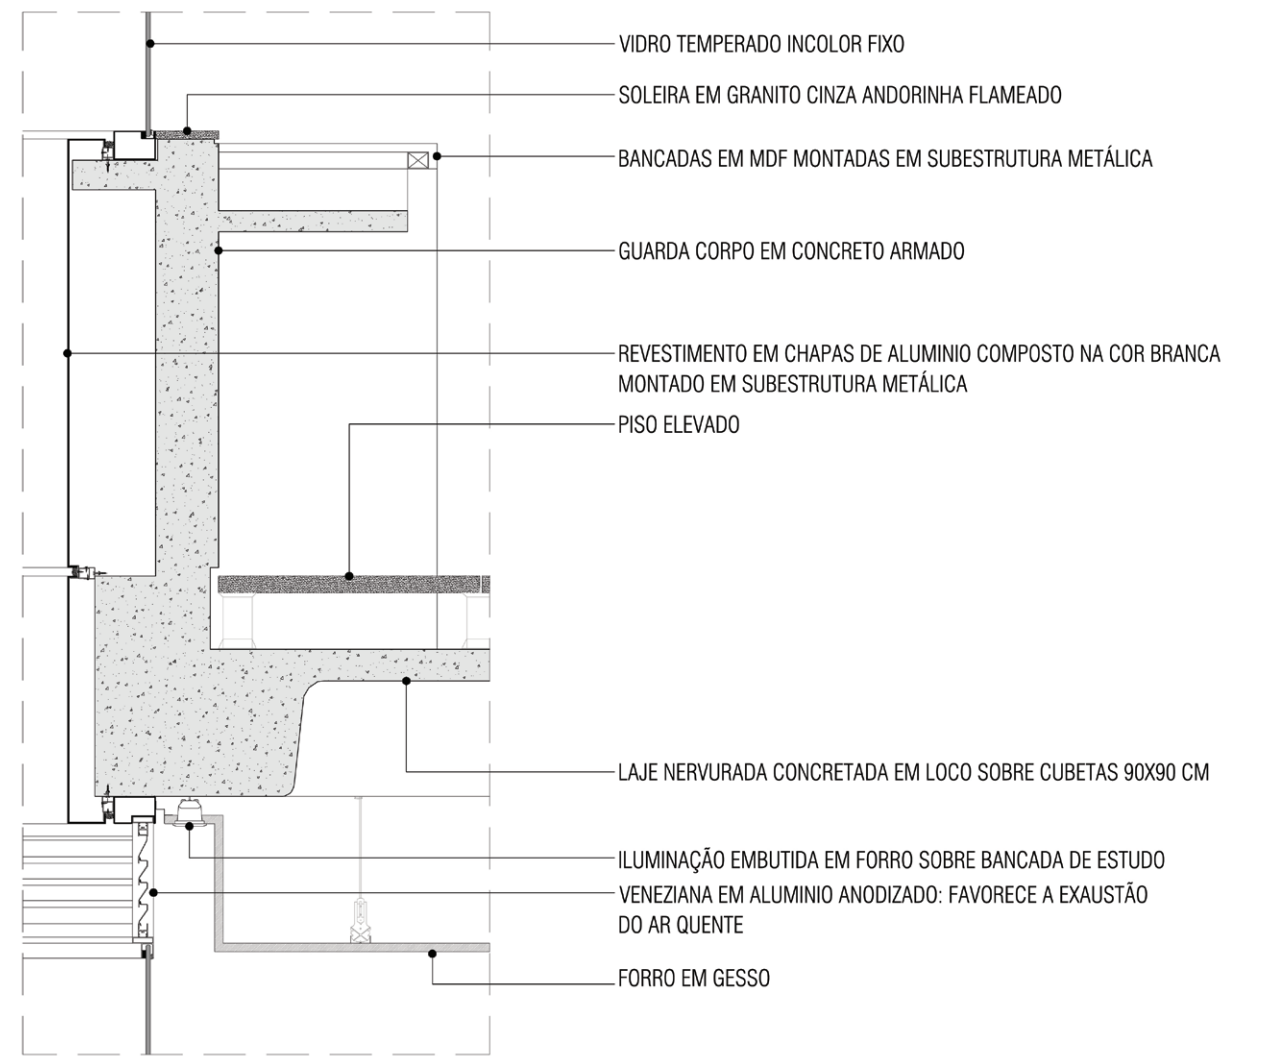 VIDRO TEMPERADO INCOLOR FIXO
SOLEIRA EM GRANITO CINZA ANDORINHA FLAMEADO
BANCADAS EM MDF MONTADAS EM SUBESTRUTURA METÁLICA
GUARDA CORPO EM CONCRETO ARMADO
REVESTIMENTO EM CHAPAS DE ALUMINIO COMPOSTO NA COR BRANCA
MONTADO EM SUBESTRUTURA METÁLICA
PISO ELEVADO
LAJE NERVURADA CONCRETADA EM LOCO SOBRE CUBETAS 90X90 CM
ILUMINAÇÃO EMBUTIDA EM FORRO SOBRE BANCADA DE ESTUDO
VENEZIANA EM ALUMINIO ANODIZADO: FAVORECE A EXAUSTÃO
DO AR QUENTE
FORRO EM GESSO